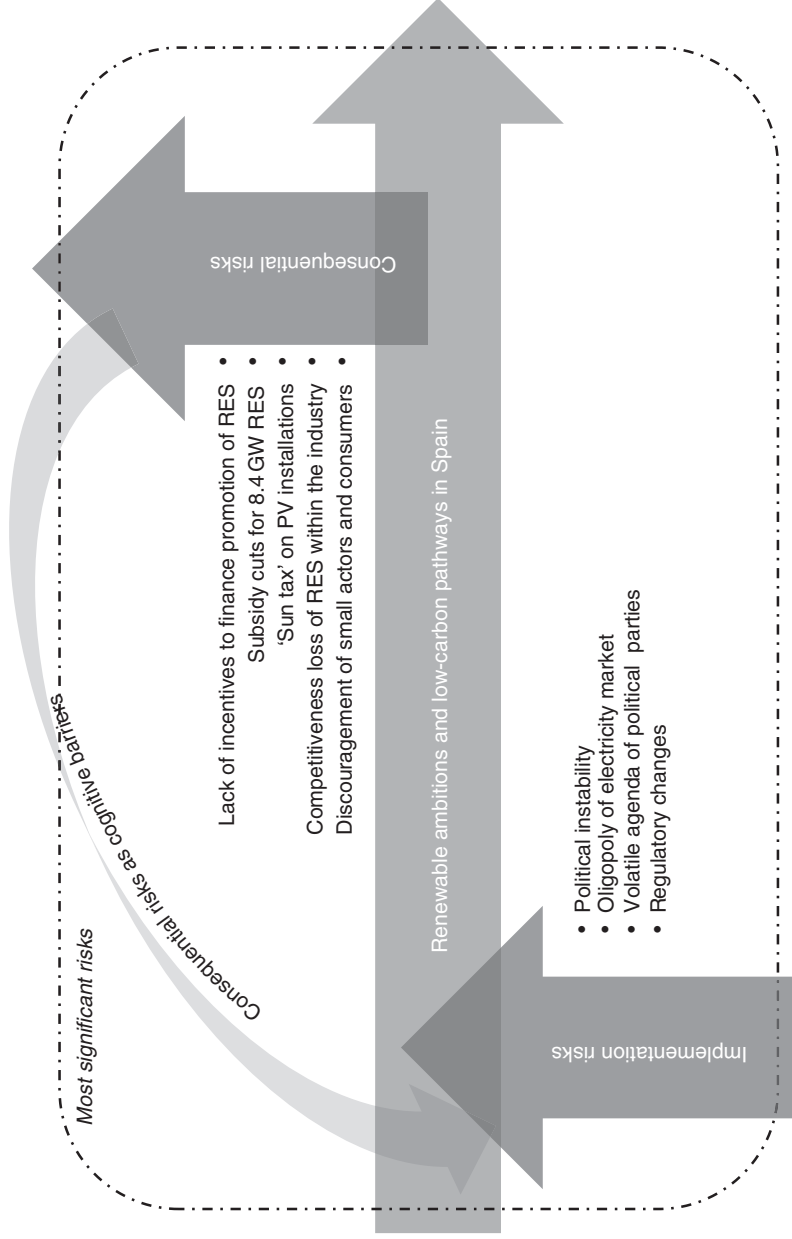 Most significant risks
Consequential risks as cognitive barriers
Consequential risks
Lack of incentives to finance promotion of RES •
Subsidy cuts for 8.4 GW RES •
‘Sun tax’ on PV installations •
Competitiveness loss of RES within the industry •
Discouragement of small actors and consumers •
Renewable ambitions and low-carbon pathways in Spain
• Political instability
• Oligopoly of electricity market
• Volatile agenda of political parties
• Regulatory changes
Implementation risks